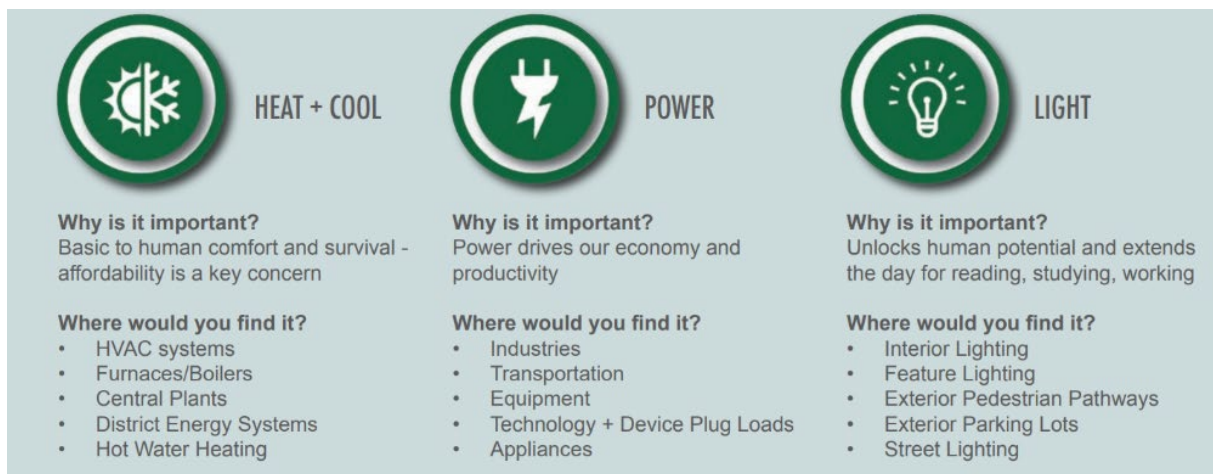 HEAT + COOL
Why is it important?
Basic to human comfort and survival -
affordability is a key concern
Where would you find it?
• HVAC systems
• Furnaces/Boilers
• Central Plants
• District Energy Systems
• Hot Water Heating
POWER
Why is it important?
Power drives our economy and
productivity
Where would you find it?
• Industries
• Transportation
• Equipment
• Technology + Device Plug Loads
• Appliances
LIGHT
Why is it important?
Unlocks human potential and extends
the day for reading, studying, working
Where would you find it?
• Interior Lighting
• Feature Lighting
• Exterior Pedestrian Pathways
• Exterior Parking Lots
• Street Lighting